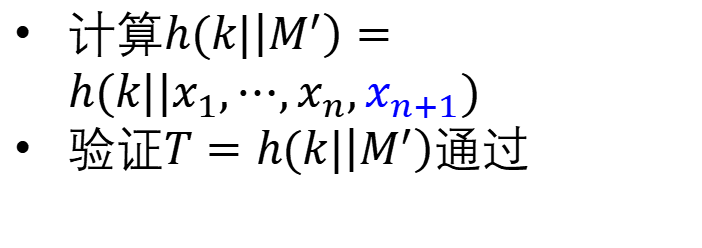 • 计算h(k||M′) =
h(k||x₁, ⋯, xₙ, xₙ₊₁)
• 验证T = h(k||M′)通过